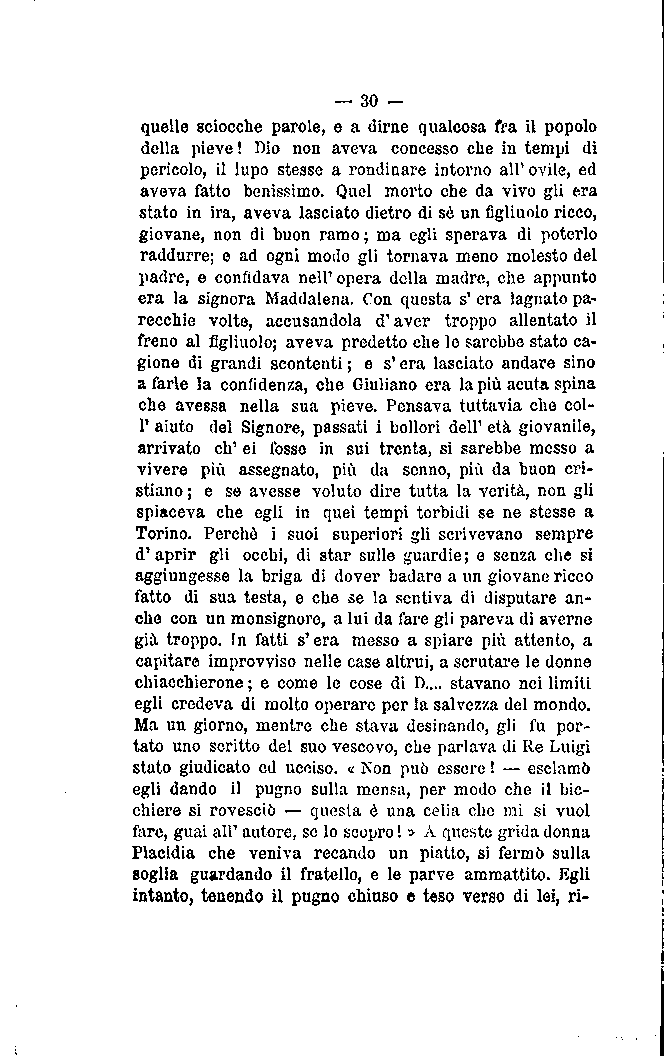 — 30 —
quelle sciocche parole, e a dirne qualcosa fra il popolo
della pieve! Dio non aveva concesso che in tempi di
pericolo, il lupo stesse a rondinare intorno all' ovile, ed
aveva fatto benissimo. Quel morto che da vivo gli era
stato in ira, aveva lasciato dietro di sè un figliuolo ricco,
giovane, non di buon ramo; ma egli sperava di poterlo
raddurre; e ad ogni modo gli tornava meno molesto del
padre, e confidava nell' opera della madre, che appunto
era la signora Maddalena. Con questa s' era lagnato pa-
recchie volte, accusandola d' aver troppo allentato il
freno al figliuolo; aveva predetto che le sarebbe stato ca-
gione di grandi scontenti; e s' era lasciato andare sino
a farle la confidenza, che Giuliano era la più acuta spina
che avessa nella sua pieve. Pensava tuttavia che col-
l' aiuto del Signore, passati i bollori dell' età giovanile,
arrivato ch' ei fosse in sui trenta, si sarebbe messo a
vivere più assegnato, più da senno, più da buon cri-
stiano; e se avesse voluto dire tutta la verità, non gli
spiaceva che egli in quei tempi torbidi se ne stesse a
Torino. Perchè i suoi superiori gli scrivevano sempre
d' aprir gli occhi, di star sulle guardie; e senza che si
aggiungesse la briga di dover badare a un giovane ricco
fatto di sua testa, e che se la sentiva di disputare an-
che con un monsignore, a lui da fare gli pareva di averne
già troppo. In fatti s' era messo a spiare più attento, a
capitare improvviso nelle case altrui, a scrutare le donne
chiacchierone; e come le cose di D.... stavano nei limiti
egli credeva di molto operare per la salvezza del mondo.
Ma un giorno, mentre che stava desinando, gli fu por-
tato uno scritto del suo vescovo, che parlava di Re Luigi
stato giudicato ed ucciso. « Non può essere! — esclamò
egli dando il pugno sulla mensa, per modo che il bic-
chiere si rovesciò — questa è una celia che mi si vuol
fare, guai all' autore, se lo scopro! » A queste grida donna
Placidia che veniva recando un piatto, si fermò sulla
soglia guardando il fratello, e le parve ammattito. Egli
intanto, tenendo il pugno chiuso e teso verso di lei, ri-